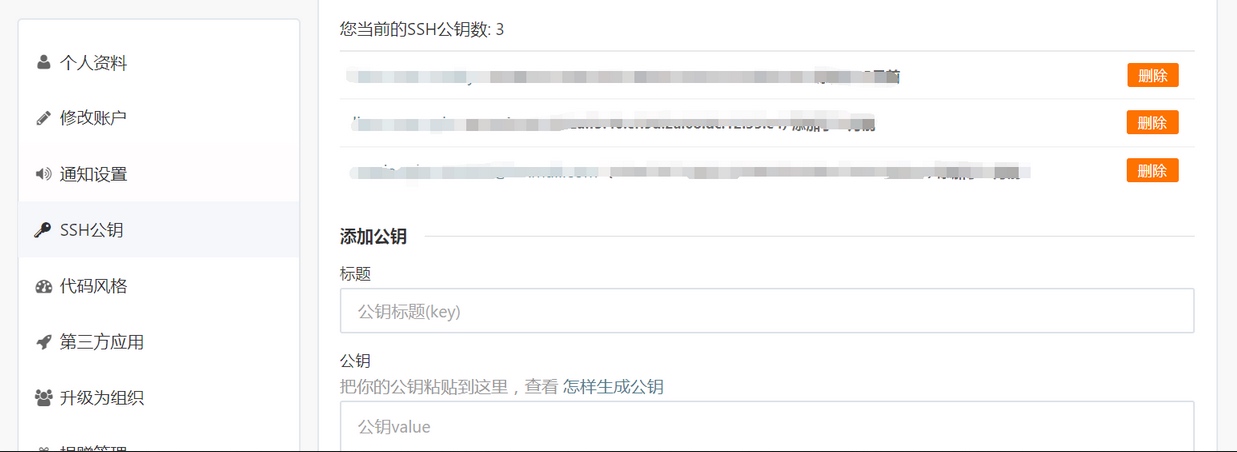 您当前的SSH公钥数: 3
删除
删除
删除
个人资料
修改账户
通知设置
SSH公钥
代码风格
第三方应用
升级为组织
捐赠管理
添加公钥
标题
公钥标题(key)
公钥
把你的公钥粘贴到这里，查看 怎样生成公钥
公钥value